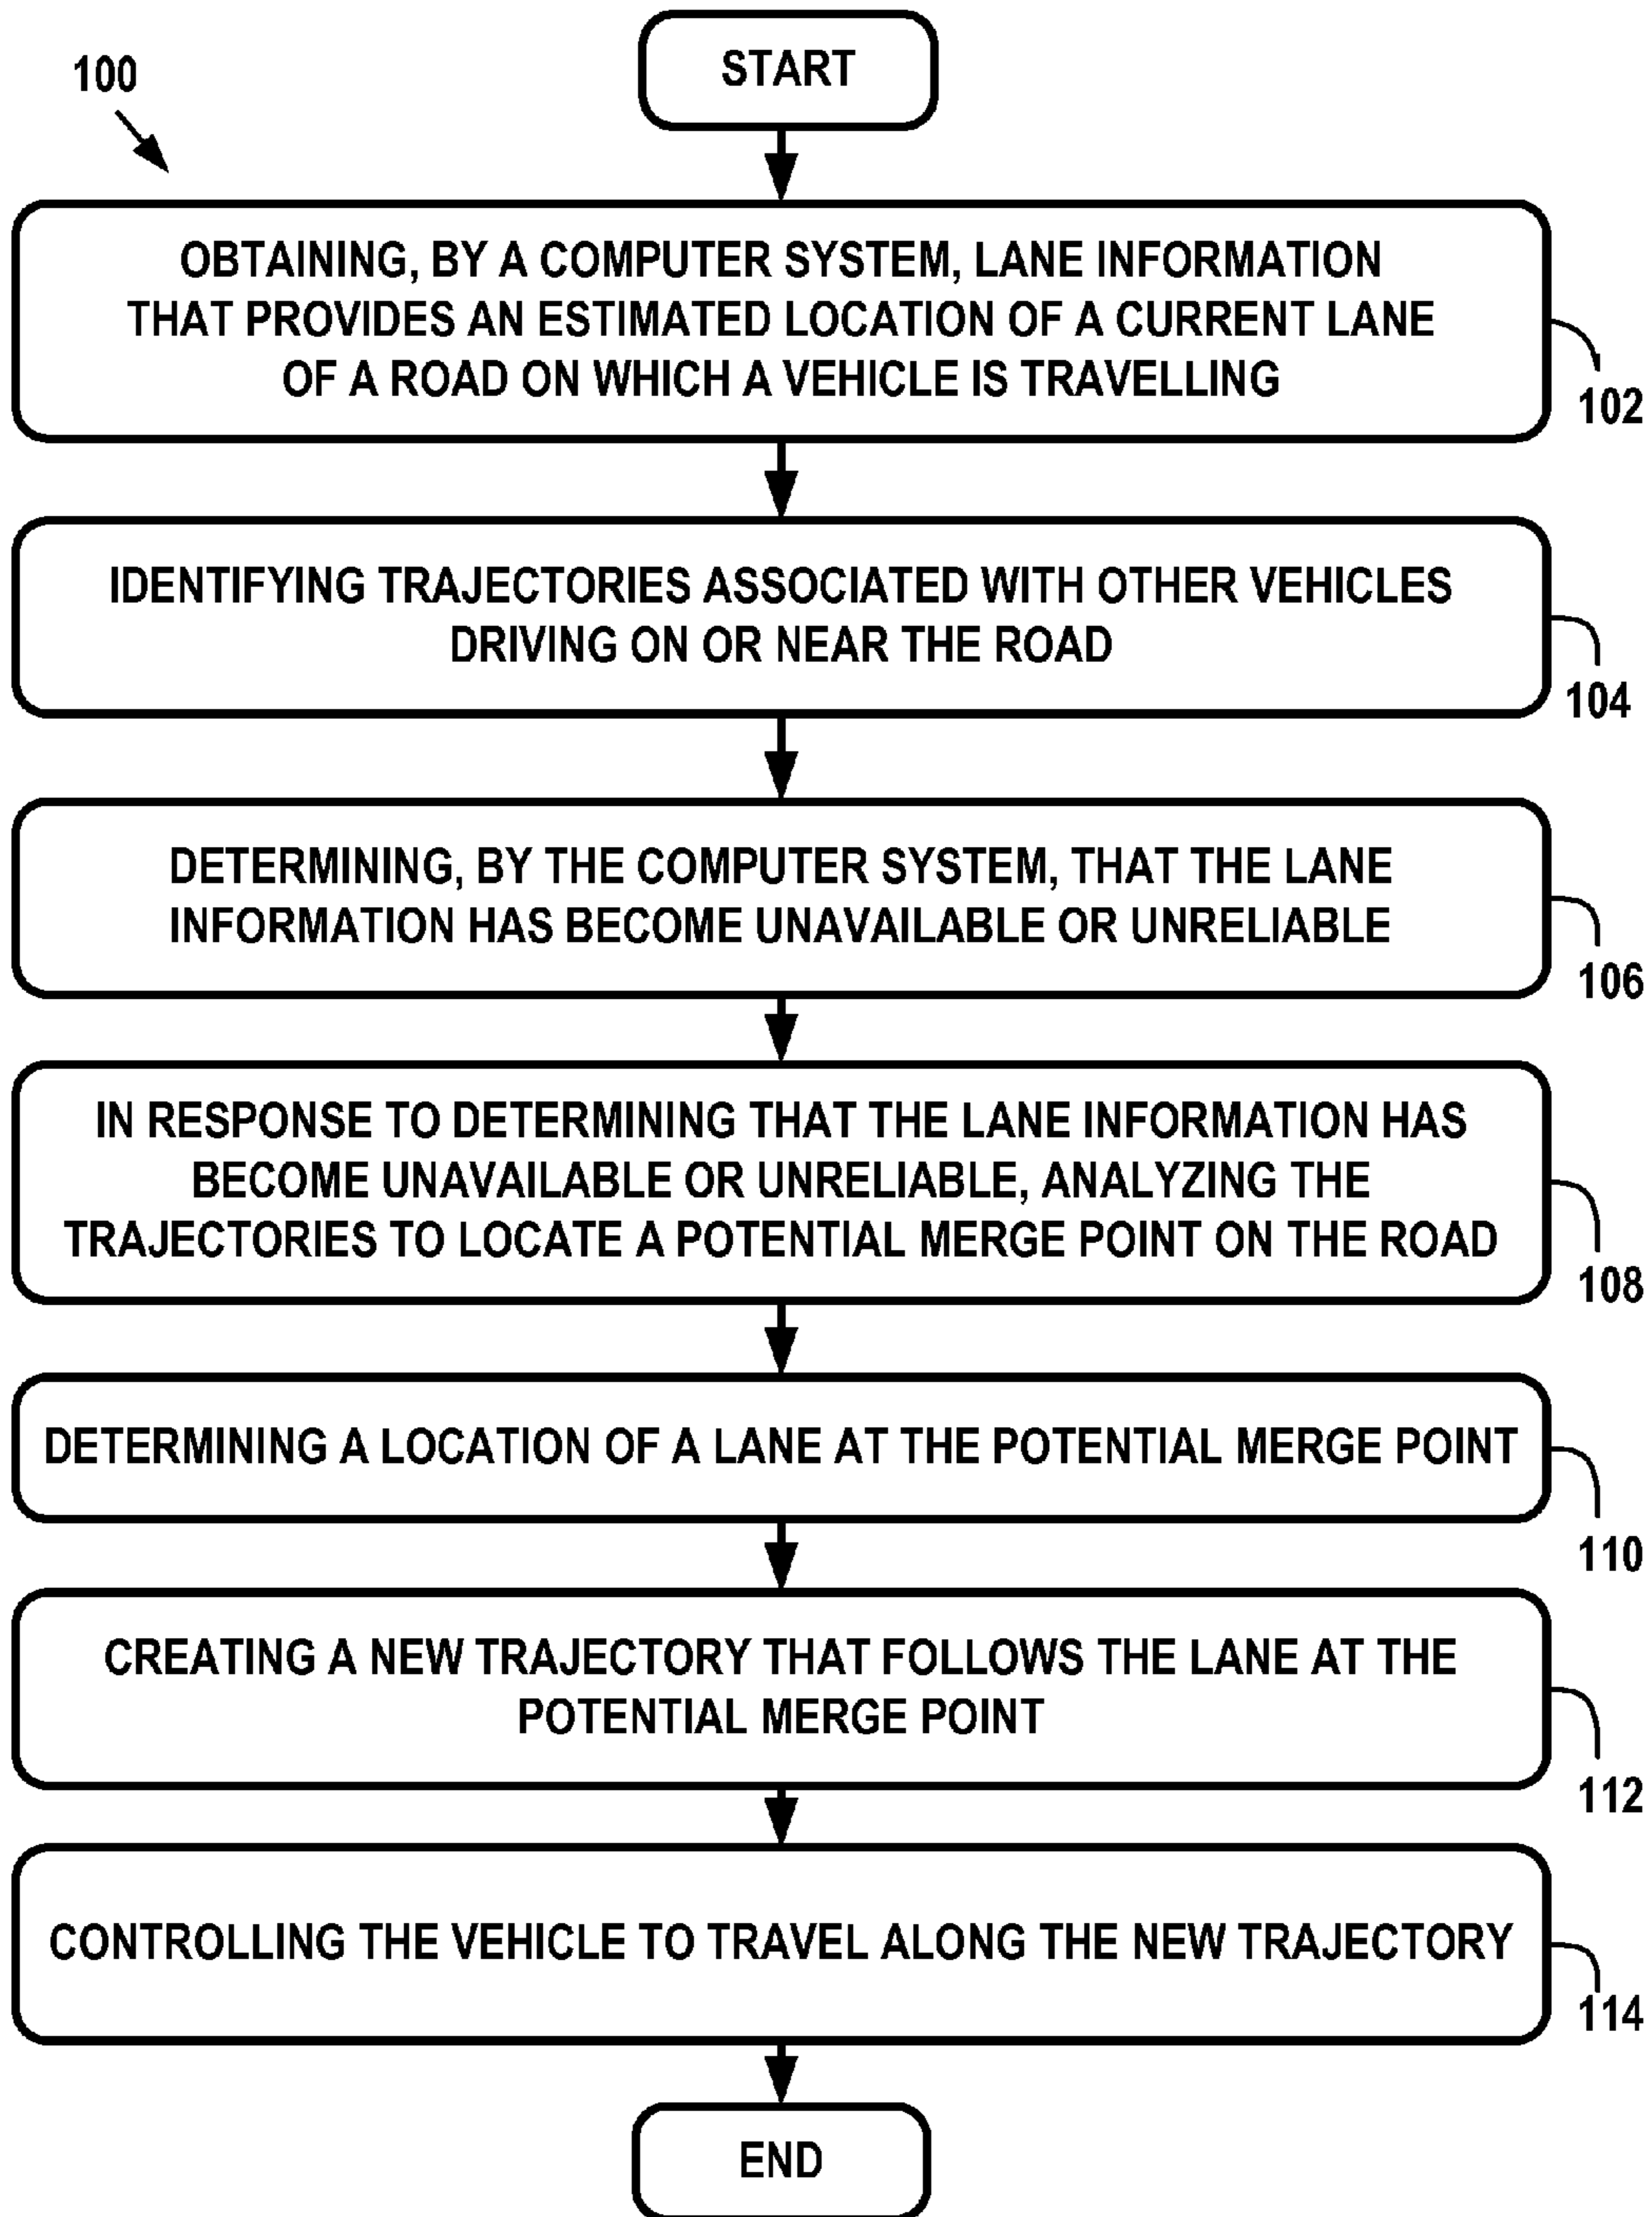 100
START
OBTAINING, BY A COMPUTER SYSTEM, LANE INFORMATION
THAT PROVIDES AN ESTIMATED LOCATION OF A CURRENT LANE
OF A ROAD ON WHICH A VEHICLE IS TRAVELLING
102
IDENTIFYING TRAJECTORIES ASSOCIATED WITH OTHER VEHICLES
DRIVING ON OR NEAR THE ROAD
104
DETERMINING, BY THE COMPUTER SYSTEM, THAT THE LANE
INFORMATION HAS BECOME UNAVAILABLE OR UNRELIABLE
106
IN RESPONSE TO DETERMINING THAT THE LANE INFORMATION HAS
BECOME UNAVAILABLE OR UNRELIABLE, ANALYZING THE
TRAJECTORIES TO LOCATE A POTENTIAL MERGE POINT ON THE ROAD
108
DETERMINING A LOCATION OF A LANE AT THE POTENTIAL MERGE POINT
110
CREATING A NEW TRAJECTORY THAT FOLLOWS THE LANE AT THE
POTENTIAL MERGE POINT
112
CONTROLLING THE VEHICLE TO TRAVEL ALONG THE NEW TRAJECTORY
114
END